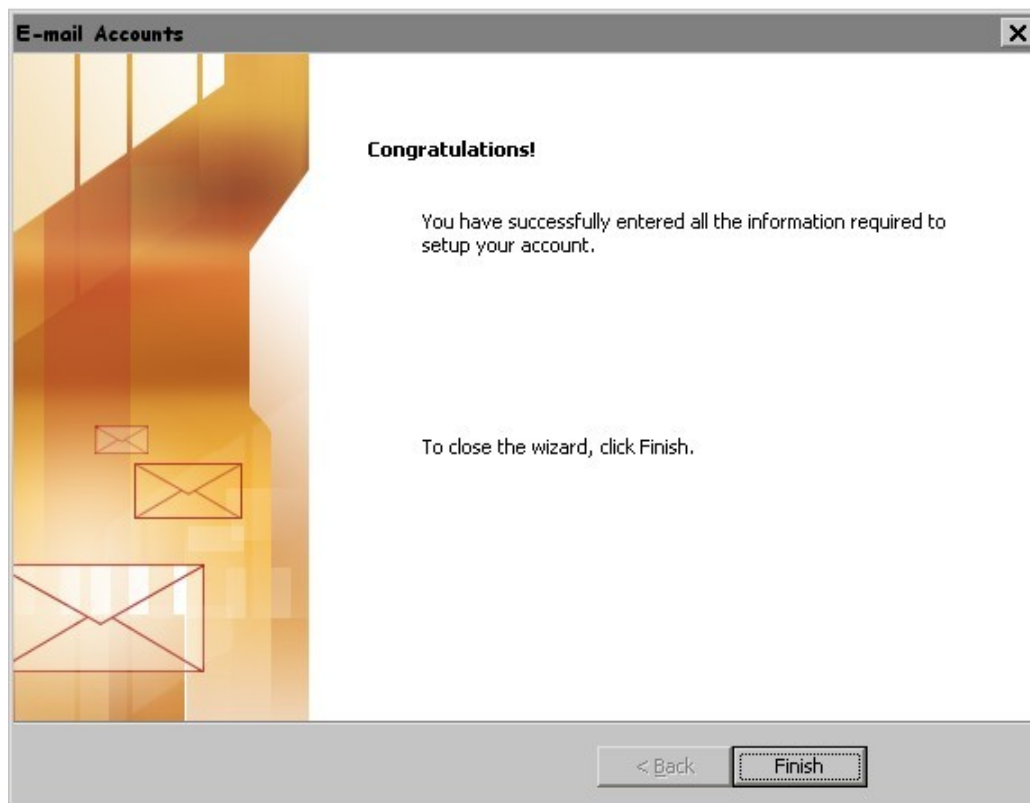 E-mail Accounts
Congratulations!
You have successfully entered all the information required to
setup your account.
To close the wizard, click Finish.
< Back
Finish